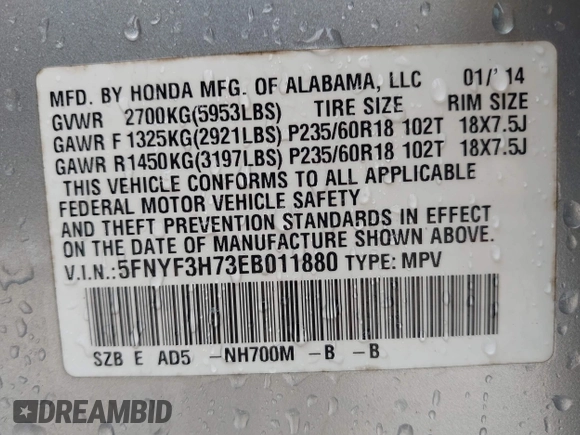 MFD. BY HONDA MFG. OF ALABAMA, LLC 01/'14
GVWR 2700KG(5953LBS) TIRE SIZE RIM SIZE
GAWR F 1325KG(2921LBS) P235/60R18 102T 18X7.5J
GAWR R1450KG(3197LBS) P235/60R18 102T 18X7.5J
THIS VEHICLE CONFORMS TO ALL APPLICABLE
FEDERAL MOTOR VEHICLE SAFETY
AND THEFT PREVENTION STANDARDS IN EFFECT
ON THE DATE OF MANUFACTURE SHOWN ABOVE.
V.I.N.:5FNYF3H73EB011880 TYPE: MPV
SZB E AD5 -NH700M -B -B
DREAMBID